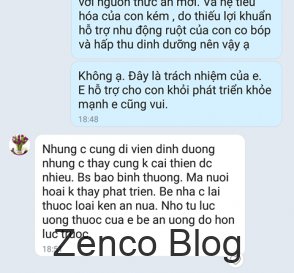 với nguồn thức ăn mới. Và hệ tiêu
hóa của con kém , do thiếu lợi khuẩn
hỗ trợ nhu động ruột của con co bóp
và hấp thu dinh dưỡng nên vậy ạ
Không ạ. Đây là trách nhiệm của e.
E hỗ trợ cho con khỏi phát triển khỏe
mạnh e cũng vui.
18:48
Nhung c cung di vien dinh duong
nhung c thay cung k cai thien dc
nhieu. Bs bao binh thuong. Ma nuoi
hoai k thay phat trien. Be nha c lai
thuoc loai ken an nua. Nho tu luc
uong thuoc cua e be an uong do hon
luc truoc
Zenco Blog